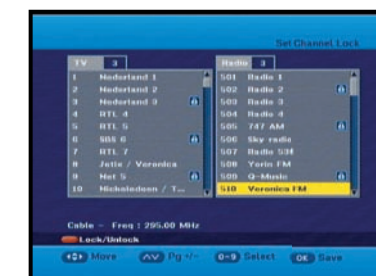 Set Channel Lock
TV 3
1 Nederland 1
2 Nederland 2
3 Nederland 3
4 RTL 4
5 RTL 5
6 SBS 6
7 RTL 7
8 Jetix / Veronica
9 Net 5
10 Nickelodeon / T...
Radio 3
501 Radio 1
502 Radio 2
503 Radio 3
504 Radio 4
505 747 AM
506 Sky radio
507 Radio 538
508 Yorin FM
509 Q-Music
510 Veronica FM
Cable - Freq : 295.00 MHz
Lock/Unlock
Move Pg +/- 0~9 Select OK Save